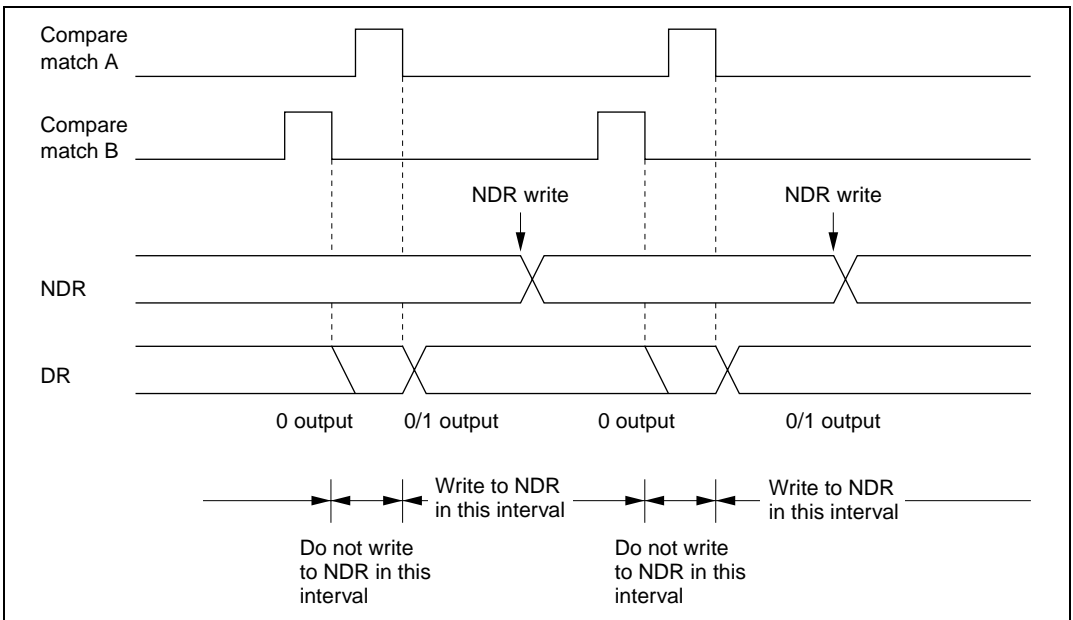 Compare
match A
Compare
match B
NDR write
NDR write
NDR
DR
0 output
0/1 output
0 output
0/1 output
Write to NDR
in this interval
Write to NDR
in this interval
Do not write
to NDR in this
interval
Do not write
to NDR in this
interval